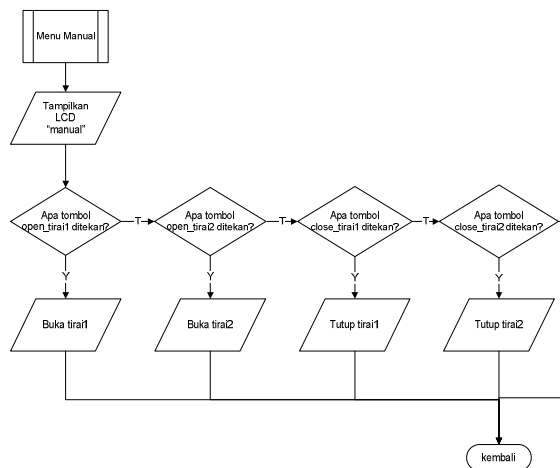 Menu Manual
Tampilkan
LCD
“manual”
Apa tombol
open_tirai1 ditekan?
T
Apa tombol
open_tirai2 ditekan?
T
Apa tombol
close_tirai1 ditekan?
T
Apa tombol
close_tirai2 ditekan?
Y
Y
Y
Y
Buka tirai1
Buka tirai2
Tutup tirai1
Tutup tirai2
kembali